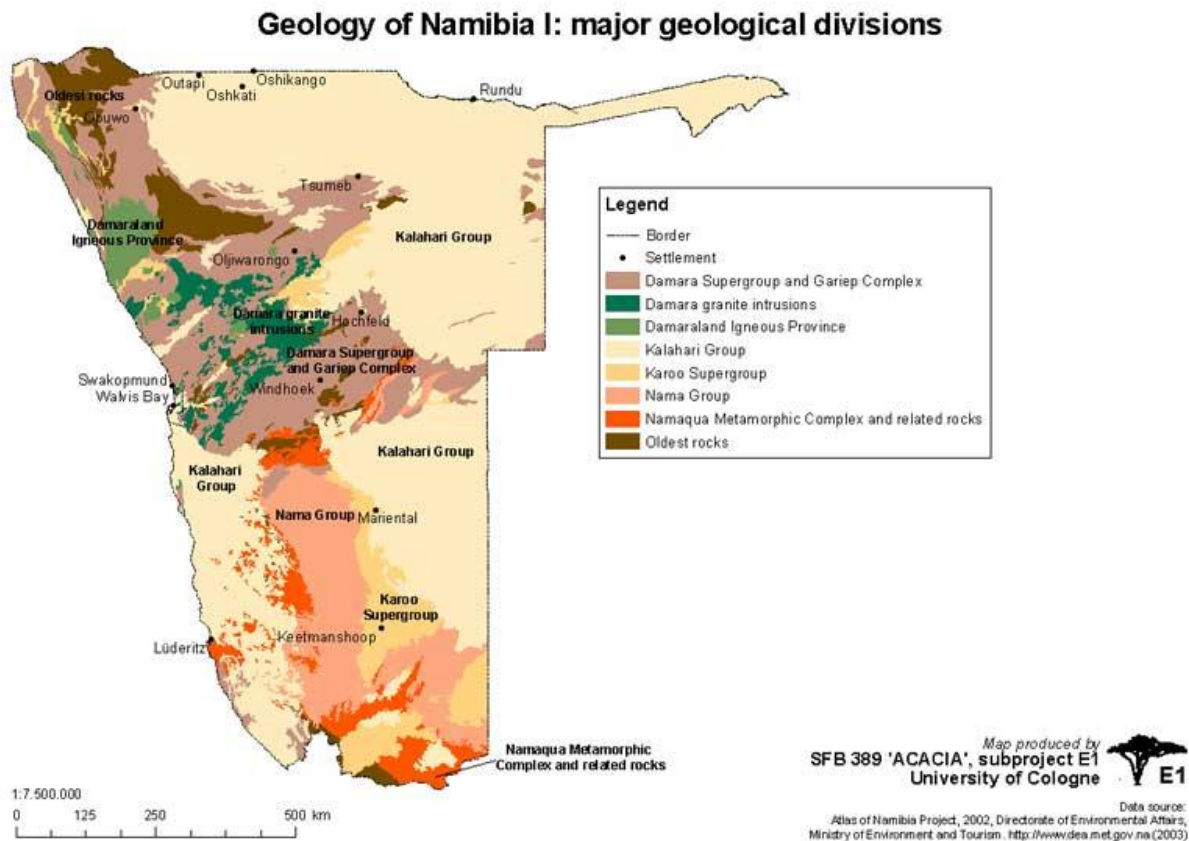 Geology of Namibia I: major geological divisions
Outapi
Oshikango
Oshkati
Rundu
Oldest rocks
Opuwo
Tsumeb
Damaraland
Igneous Province
Kalahari Group
Oljiwarongo
Damara granite
intrusions
Hochfeld
Damara Supergroup
and Gariep Complex
Swakopmund
Walvis Bay
Windhoek
Kalahari
Group
Kalahari Group
Nama Group
Mariental
Karoo
Supergroup
Keetmanshoop
Lüderitz
Namaqua Metamorphic
Complex and related rocks
Legend
Border
Settlement
Damara Supergroup and Gariep Complex
Damara granite intrusions
Damaraland Igneous Province
Kalahari Group
Karoo Supergroup
Nama Group
Namaqua Metamorphic Complex and related rocks
Oldest rocks
1:7.500.000
0 125 250 500 km
Map produced by
SFB 389 'ACACIA', subproject E1
University of Cologne
E1
Data source:
Atlas of Namibia Project, 2002, Directorate of Environmental Affairs,
Ministry of Environment and Tourism. http://www.dea.met.gov.na (2003)